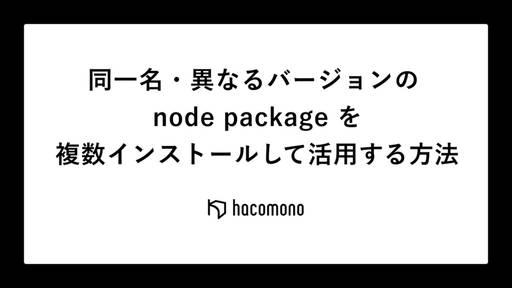 同一名・異なるバージョンの
node package を
複数インストールして活用する方法
hacomono